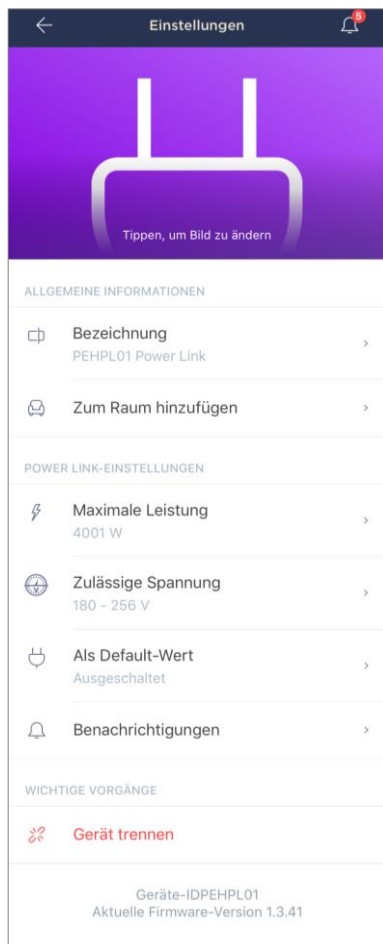 Einstellungen
5
Tippen, um Bild zu ändern
ALLGEMEINE INFORMATIONEN
Bezeichnung
PEHPL01 Power Link
Zum Raum hinzufügen
POWER LINK-EINSTELLUNGEN
Maximale Leistung
4001 W
Zulässige Spannung
180 - 256 V
Als Default-Wert
Ausgeschaltet
Benachrichtigungen
WICHTIGE VORGÄNGE
Gerät trennen
Geräte-IDPEHPL01
Aktuelle Firmware-Version 1.3.41